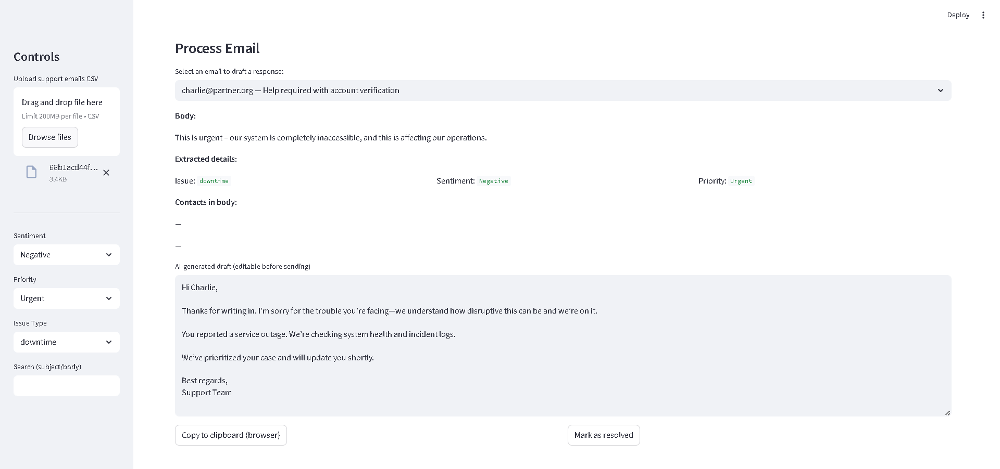 Deploy
Controls
Upload support emails CSV
Drag and drop file here
Limit 200MB per file • CSV
Browse files
68b1acd44f...
3.4KB
Sentiment
Negative
Priority
Urgent
Issue Type
downtime
Search (subject/body)
Process Email
Select an email to draft a response:
charlie@partner.org — Help required with account verification
Body:
This is urgent – our system is completely inaccessible, and this is affecting our operations.
Extracted details:
Issue: downtime Sentiment: Negative Priority: Urgent
Contacts in body:
—
—
AI-generated draft (editable before sending)
Hi Charlie,
Thanks for writing in. I’m sorry for the trouble you’re facing—we understand how disruptive this can be and we’re on it.
You reported a service outage. We’re checking system health and incident logs.
We’ve prioritized your case and will update you shortly.
Best regards,
Support Team
Copy to clipboard (browser) Mark as resolved